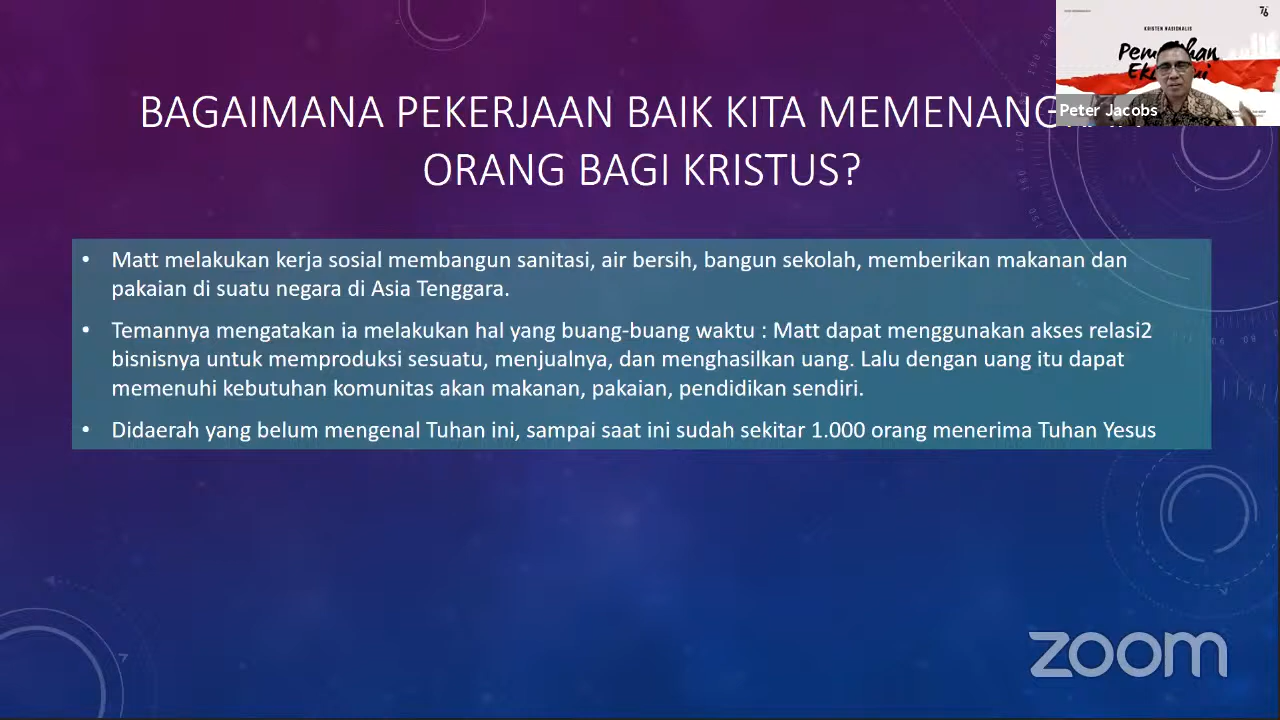 BAGAIMANA PEKERJAAN BAIK KITA
ORANG BAGI KRISTUS?
KRISTEN NASIONALIS
76
Peter Jacobs
• Matt melakukan kerja sosial membangun sanitasi, air bersih, bangun sekolah, memberikan makanan dan
pakaian di suatu negara di Asia Tenggara.
• Temannya mengatakan ia melakukan hal yang buang-buang waktu : Matt dapat menggunakan akses relasi2
bisnisnya untuk memproduksi sesuatu, menjualnya, dan menghasilkan uang. Lalu dengan uang itu dapat
memenuhi kebutuhan komunitas akan makanan, pakaian, pendidikan sendiri.
• Didaerah yang belum mengenal Tuhan ini, sampai saat ini sudah sekitar 1.000 orang menerima Tuhan Yesus
zoom